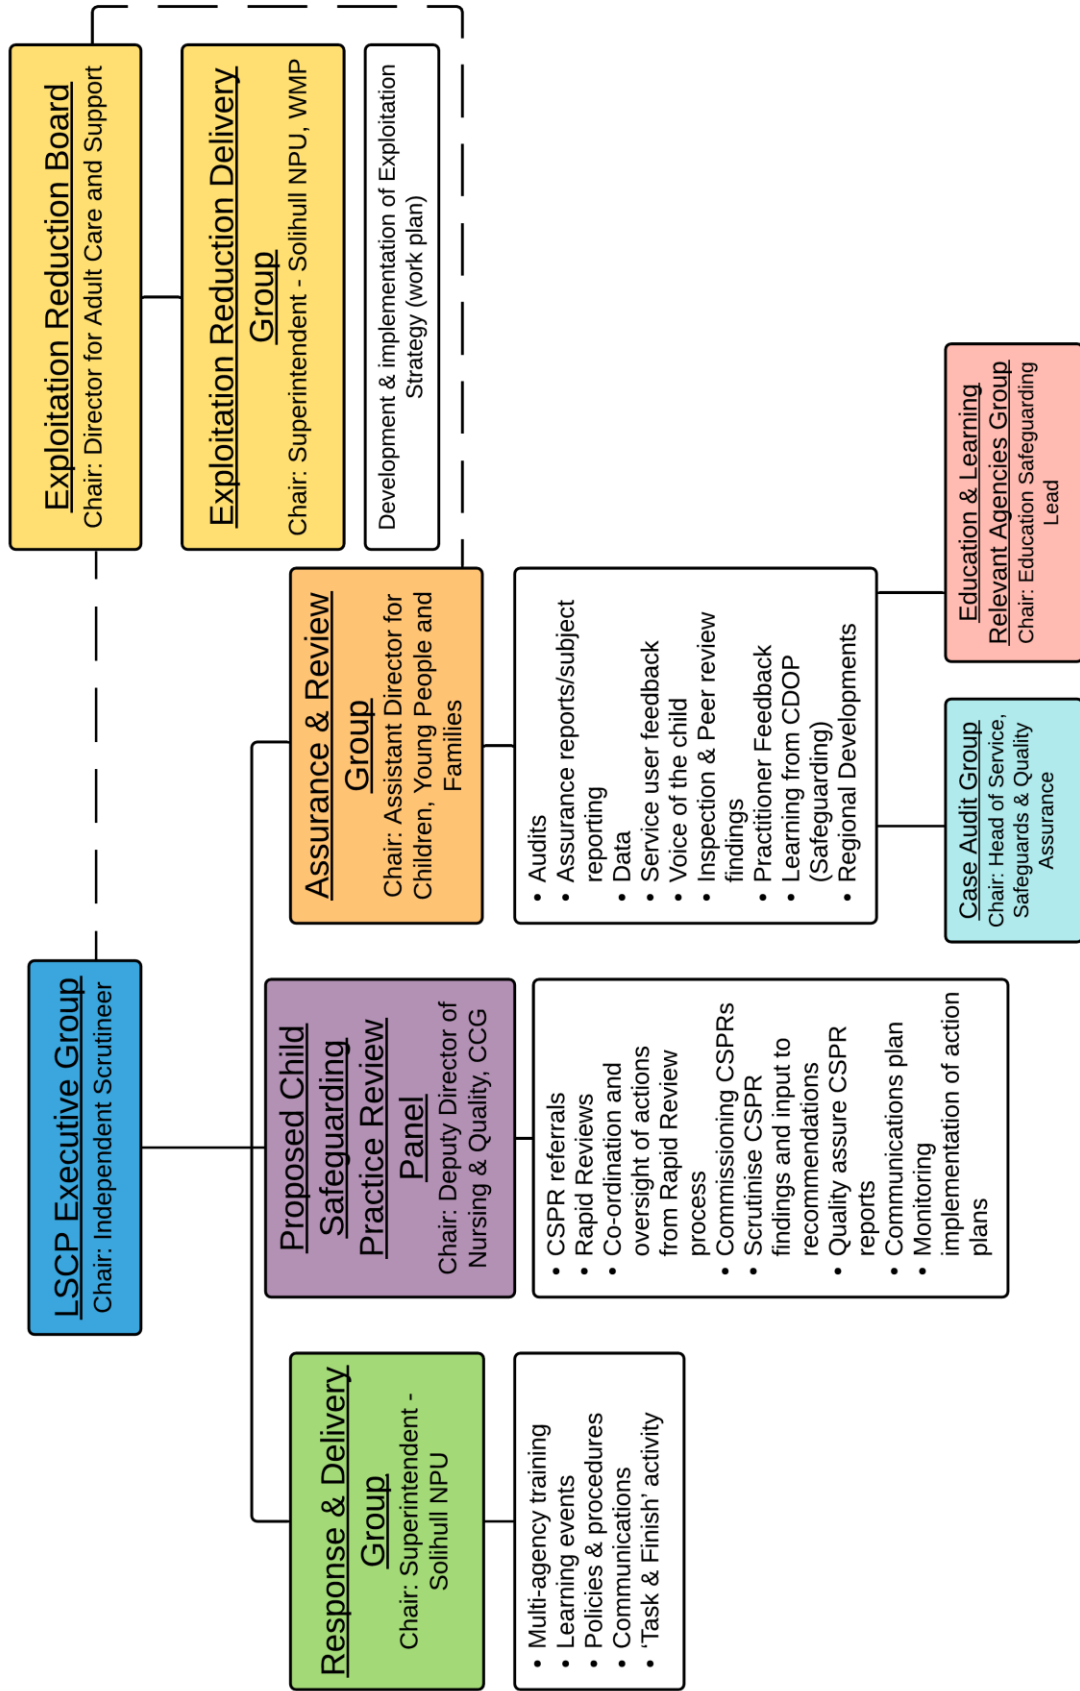 LSCP Executive Group
Chair: Independent Scrutineer
Exploitation Reduction Board
Chair: Director for Adult Care and Support
Exploitation Reduction Delivery
Group
Chair: Superintendent - Solihull NPU, WMP
Development & implementation of Exploitation
Strategy (work plan)
Response & Delivery
Group
Chair: Superintendent -
Solihull NPU
• Multi-agency training
• Learning events
• Policies & procedures
• Communications
• ‘Task & Finish’ activity
Proposed Child
Safeguarding
Practice Review
Panel
Chair: Deputy Director of
Nursing & Quality, CCG
• CSPR referrals
• Rapid Reviews
• Co-ordination and
oversight of actions
from Rapid Review
process
• Commissioning CSPRs
• Scrutinise CSPR
findings and input to
recommendations
• Quality assure CSPR
reports
• Communications plan
• Monitoring
implementation of action
plans
Assurance & Review
Group
Chair: Assistant Director for
Children, Young People and
Families
• Audits
• Assurance reports/subject
reporting
• Data
• Service user feedback
• Voice of the child
• Inspection & Peer review
findings
• Practitioner Feedback
• Learning from CDOP
(Safeguarding)
• Regional Developments
Case Audit Group
Chair: Head of Service,
Safeguards & Quality
Assurance
Education & Learning
Relevant Agencies Group
Chair: Education Safeguarding
Lead